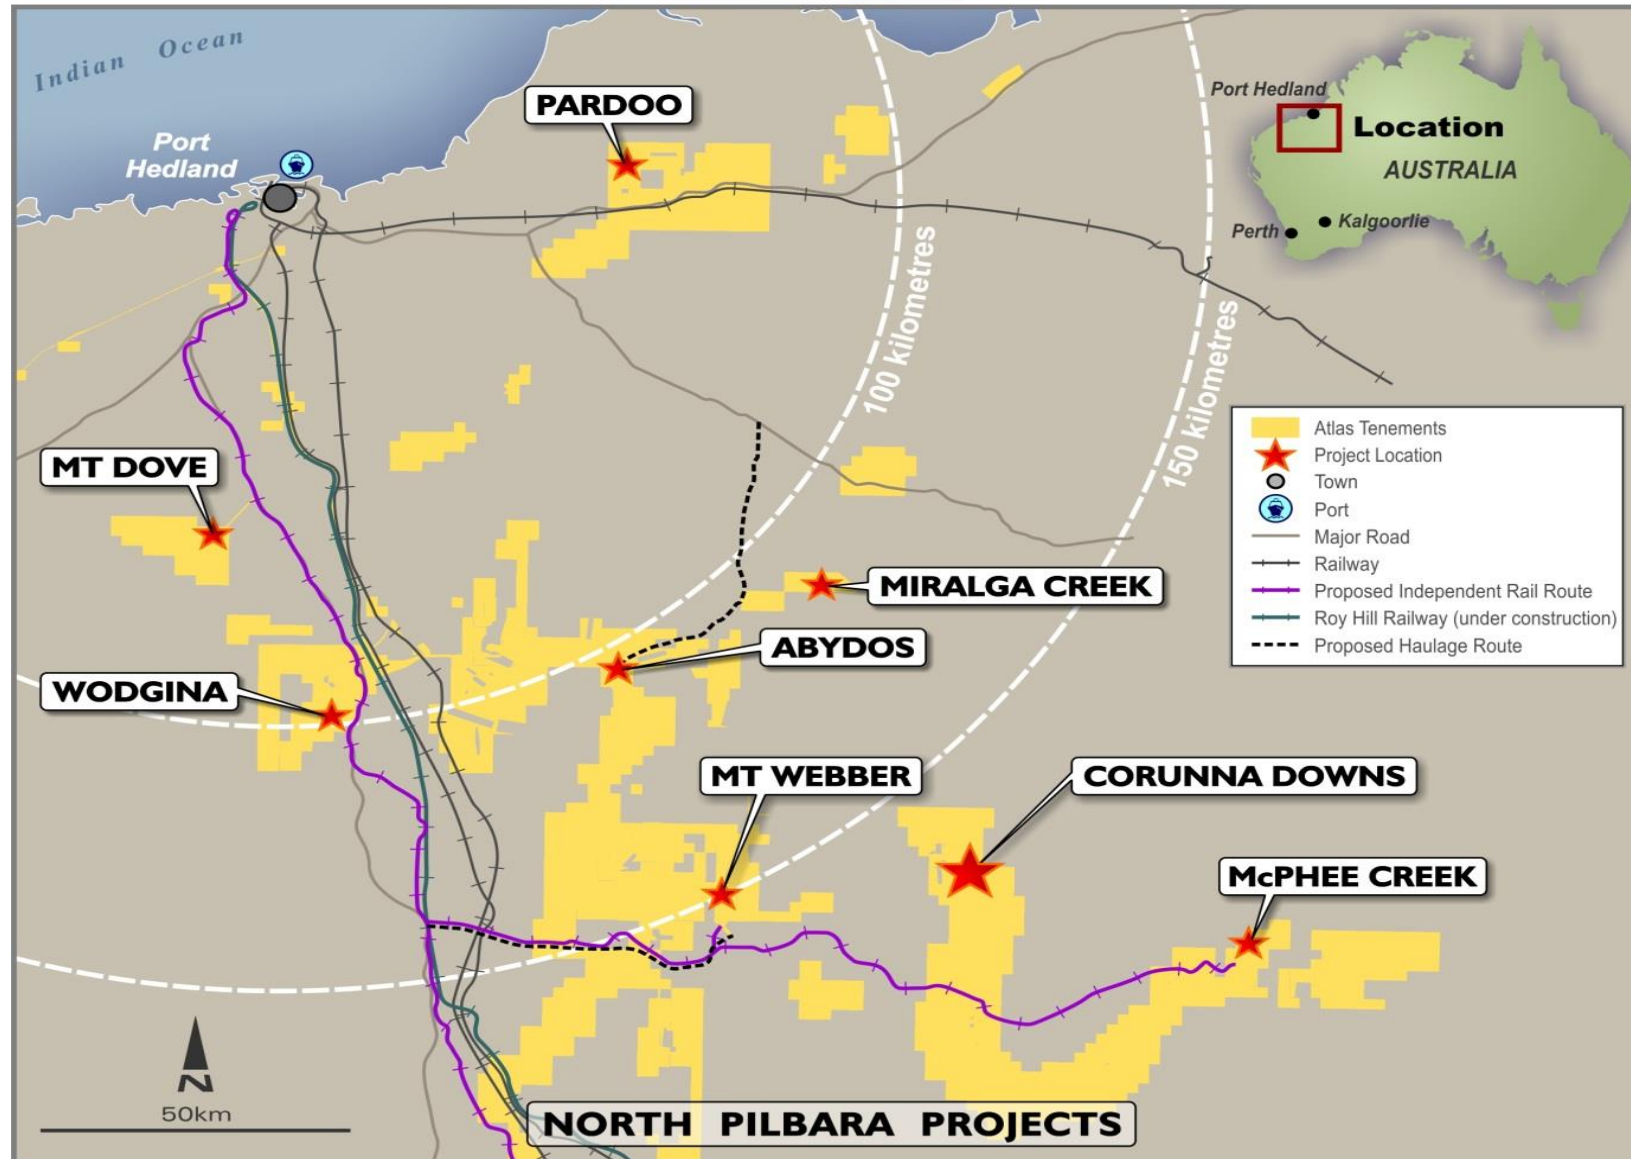 Indian Ocean
Port
Hedland
PARDOO
Port Hedland
Location
AUSTRALIA
Perth
Kalgoorlie
100 kilometres
150 kilometres
MT DOVE
WODGINA
MIRALGA CREEK
ABYDOS
MT WEBBER
CORUNNA DOWNS
McPHEE CREEK
Atlas Tenements
Project Location
Town
Port
Major Road
Railway
Proposed Independent Rail Route
Roy Hill Railway (under construction)
Proposed Haulage Route
N
50km
NORTH PILBARA PROJECTS